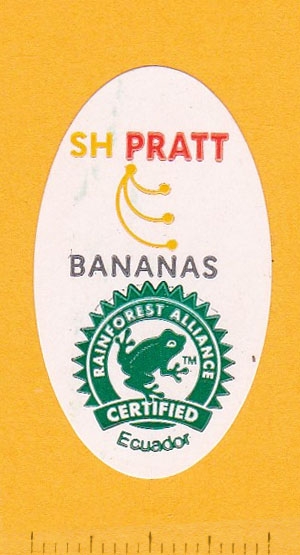 SH PRATT
BANANAS
RAINFOREST ALLIANCE
TM
CERTIFIED
Ecuador